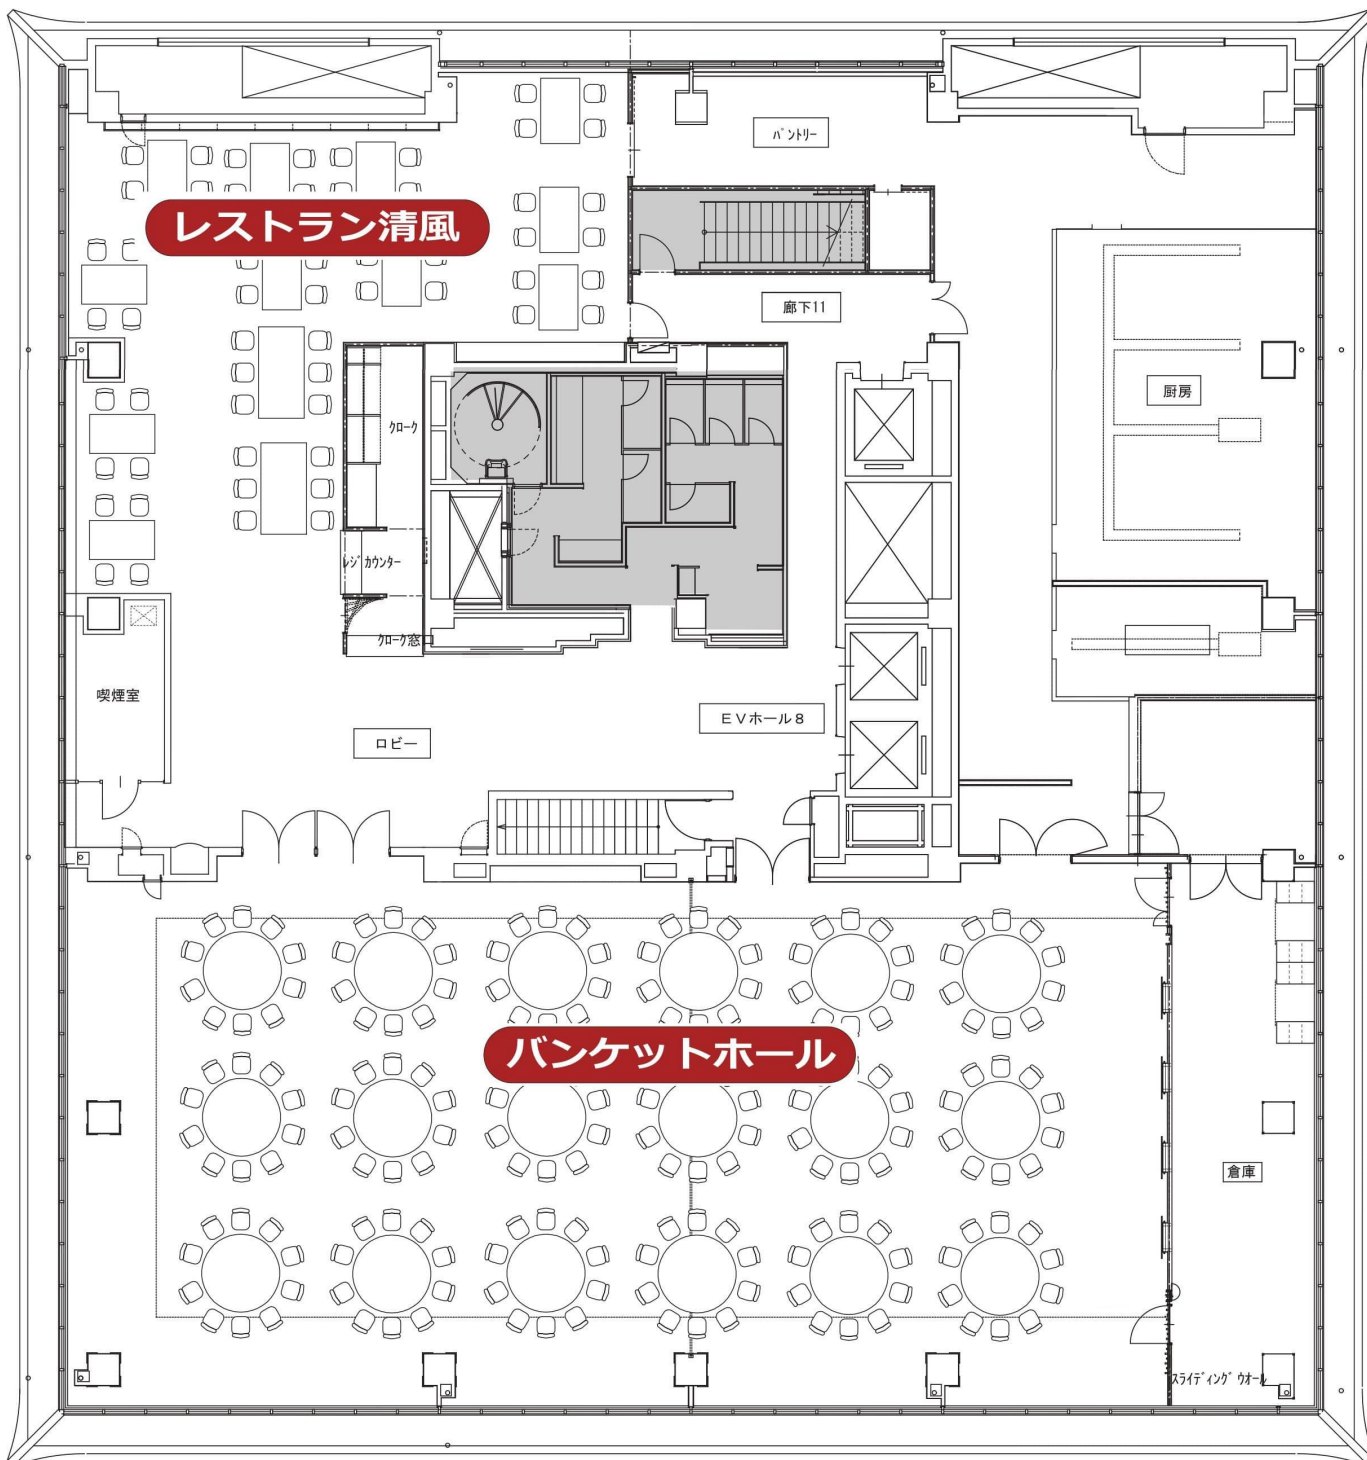 パントリー
レストラン清風
廊下11
厨房
クローク
レジカウンター
クローク窓
喫煙室
EVホール8
ロビー
バンケットホール
倉庫
スライディングウオール